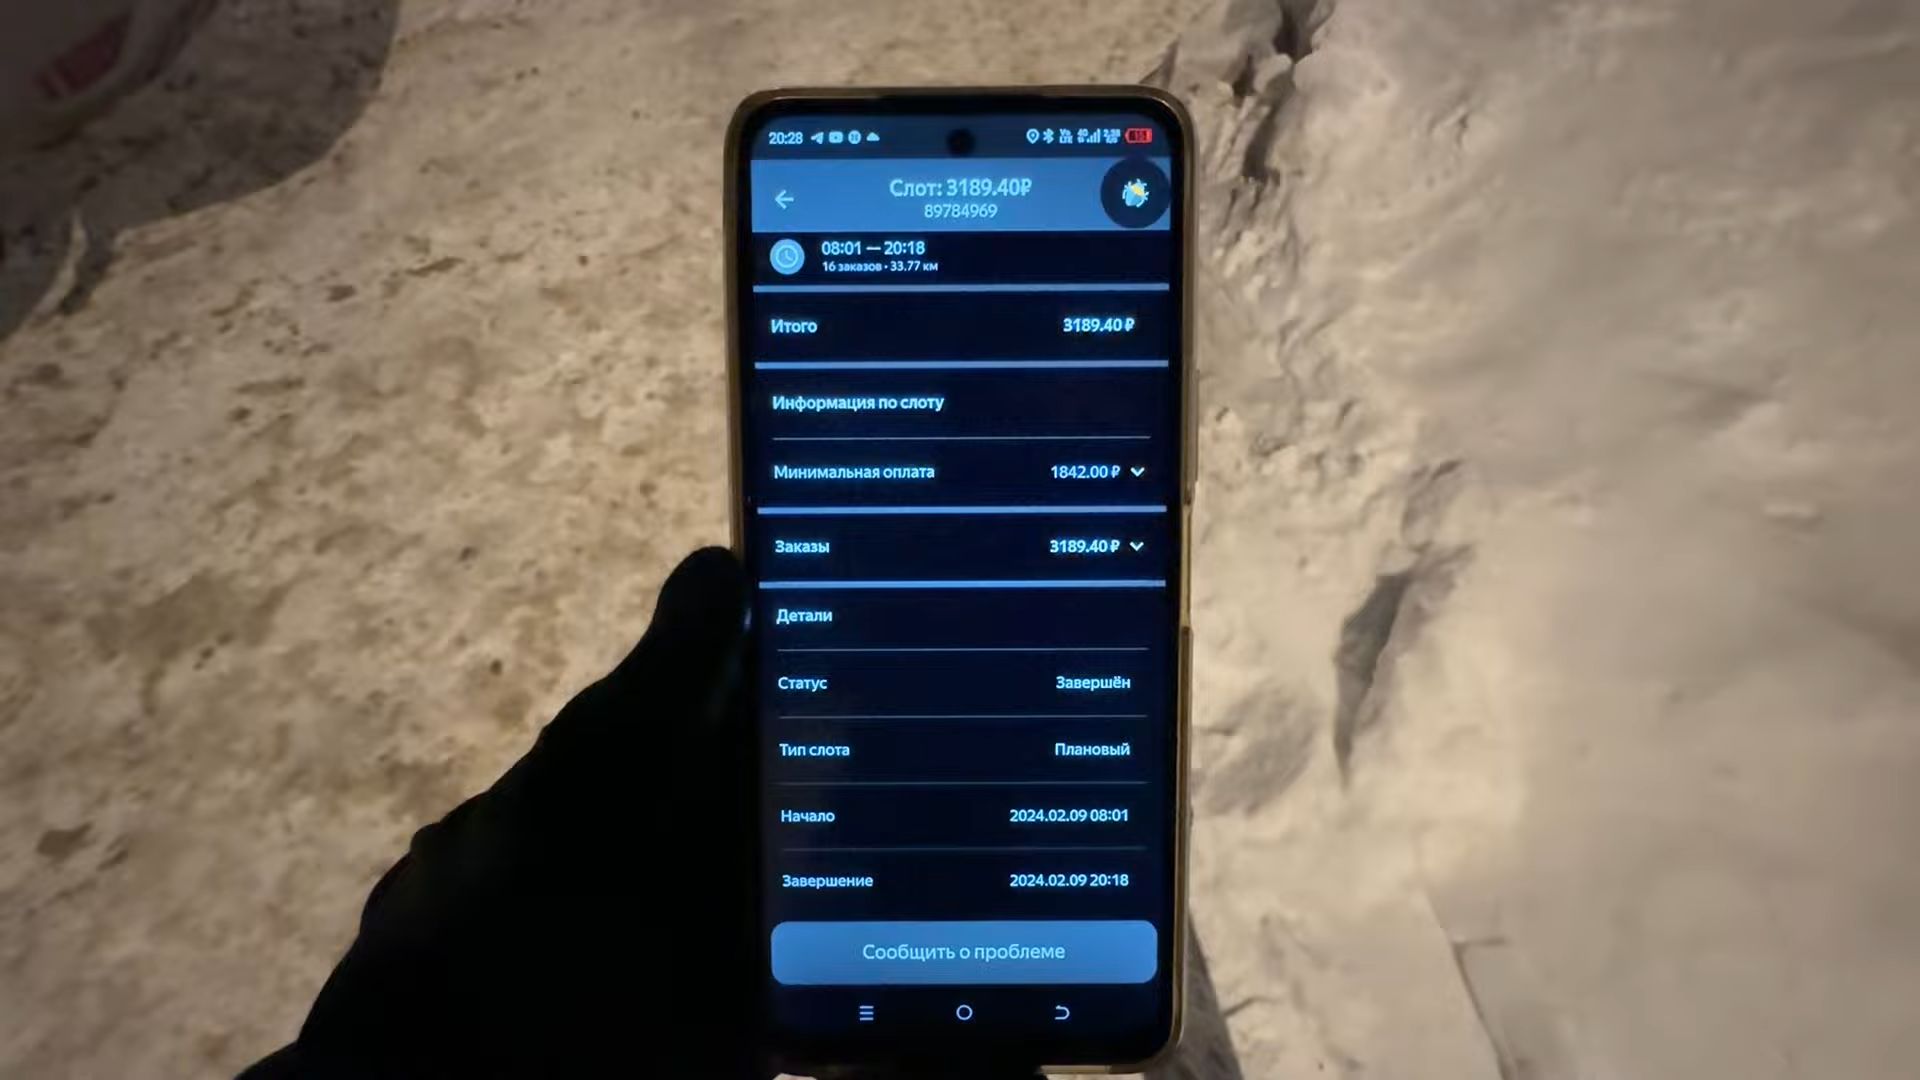 20:28
Слот: 3189.40₽
89784969
08:01 — 20:18
16 заказов • 33.77 км
Итого 3189.40 ₽
Информация по слоту
Минимальная оплата 1842.00 ₽
Заказы 3189.40 ₽
Детали
Статус Завершён
Тип слота Плановый
Начало 2024.02.09 08:01
Завершение 2024.02.09 20:18
Сообщить о проблеме